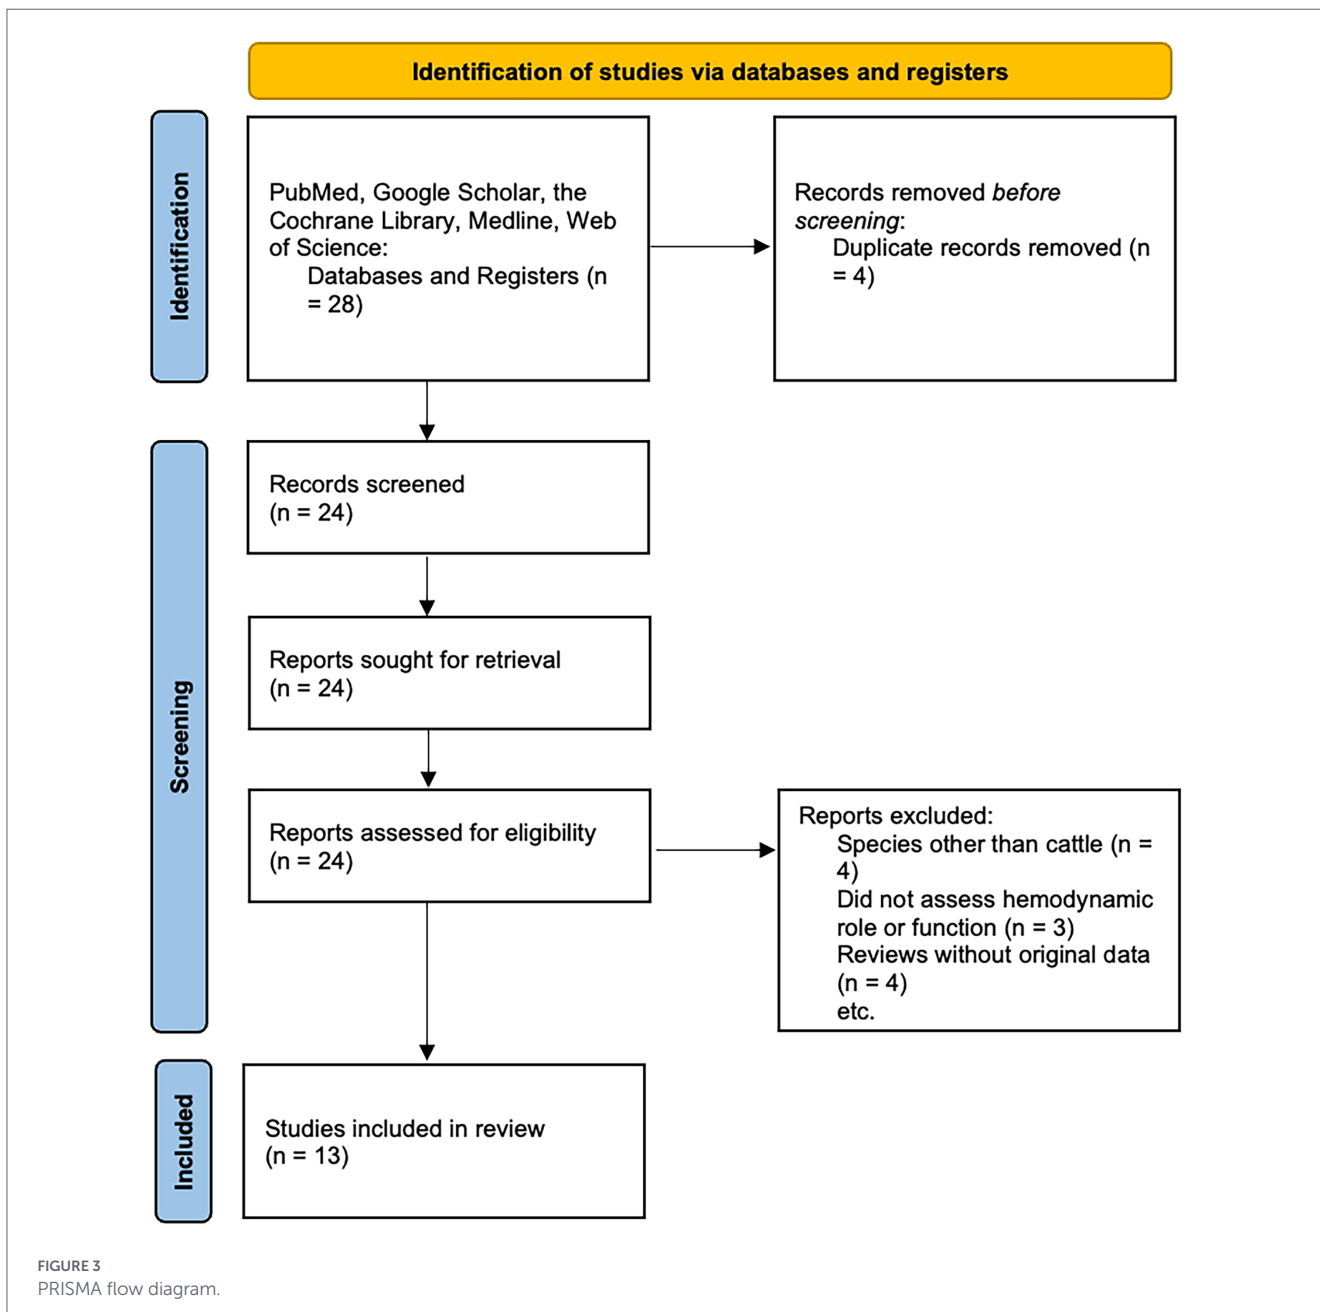 Identification of studies via databases and registers
Identification
PubMed, Google Scholar, the
Cochrane Library, Medline, Web
of Science:
Databases and Registers (n
= 28)
Records removed before
screening:
Duplicate records removed (n
= 4)
Screening
Records screened
(n = 24)
Reports sought for retrieval
(n = 24)
Reports assessed for eligibility
(n = 24)
Reports excluded:
Species other than cattle (n =
4)
Did not assess hemodynamic
role or function (n = 3)
Reviews without original data
(n = 4)
etc.
Included
Studies included in review
(n = 13)
FIGURE 3
PRISMA flow diagram.